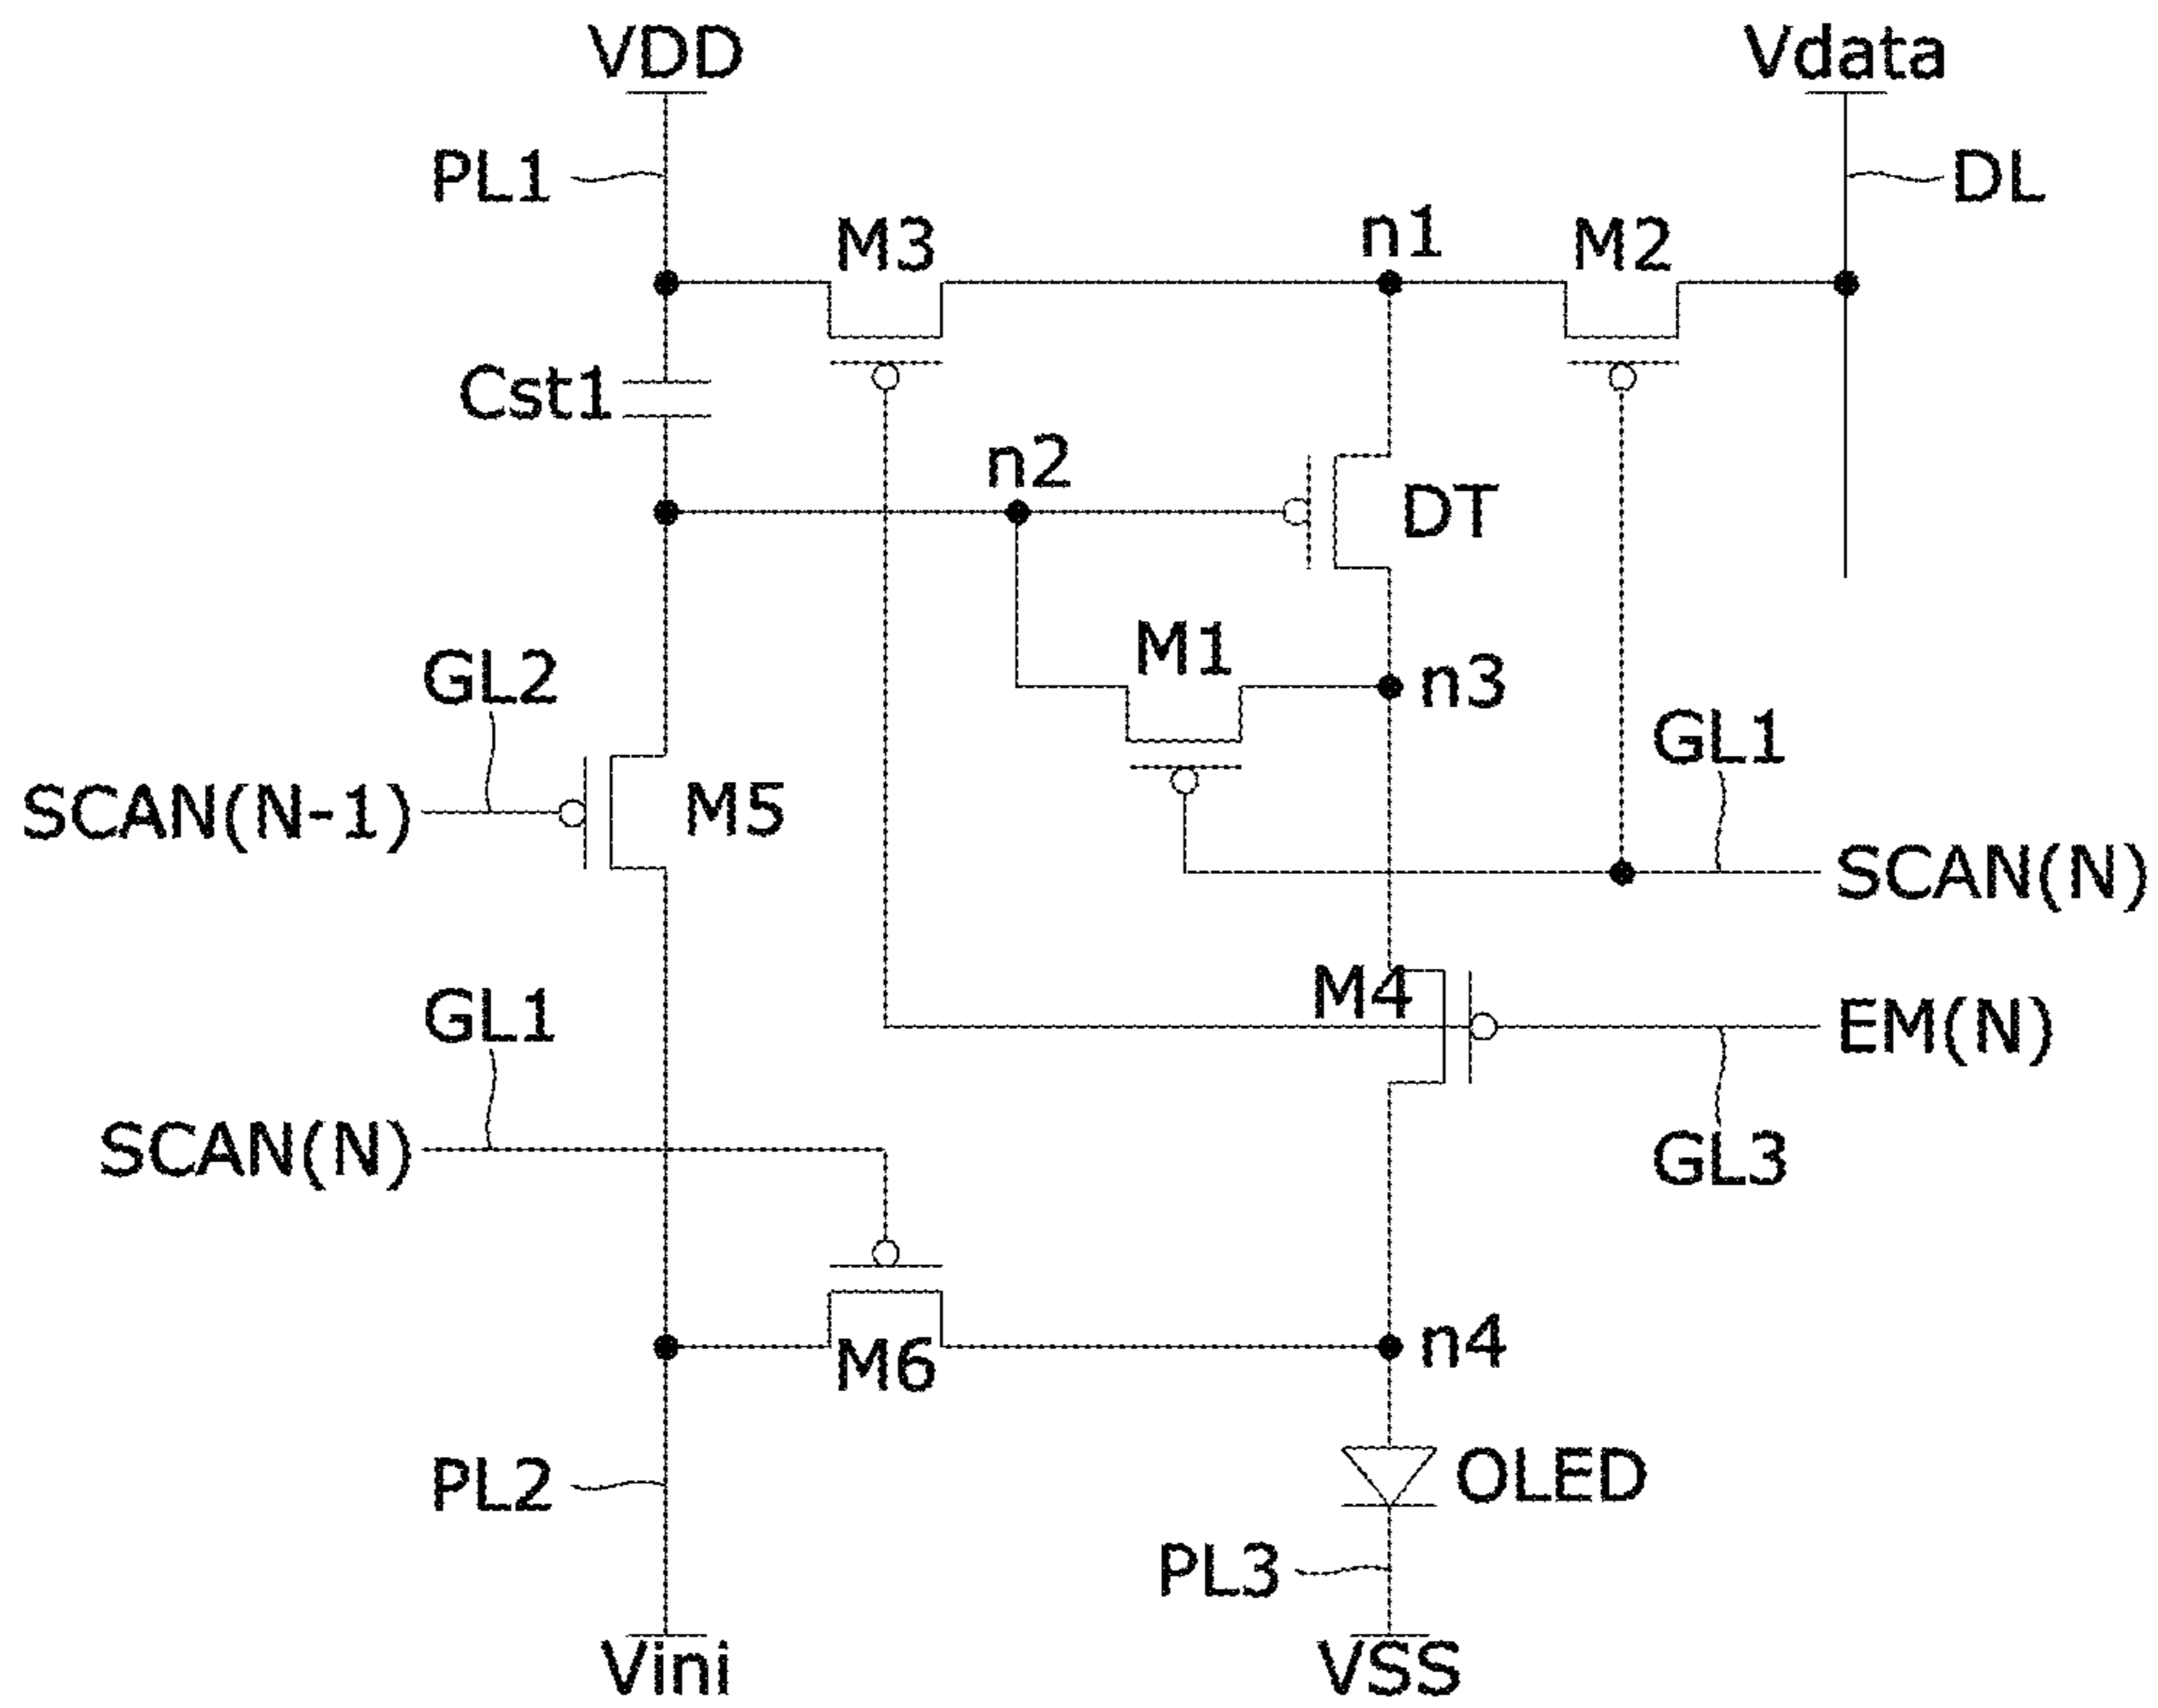 VDD
Vdata
PL1
DL
M3
n1
M2
Cst1
n2
DT
M1
GL2
n3
GL1
SCAN(N-1)
M5
SCAN(N)
GL1
M4
EM(N)
SCAN(N)
GL3
n4
M6
OLED
PL2
PL3
Vini
VSS